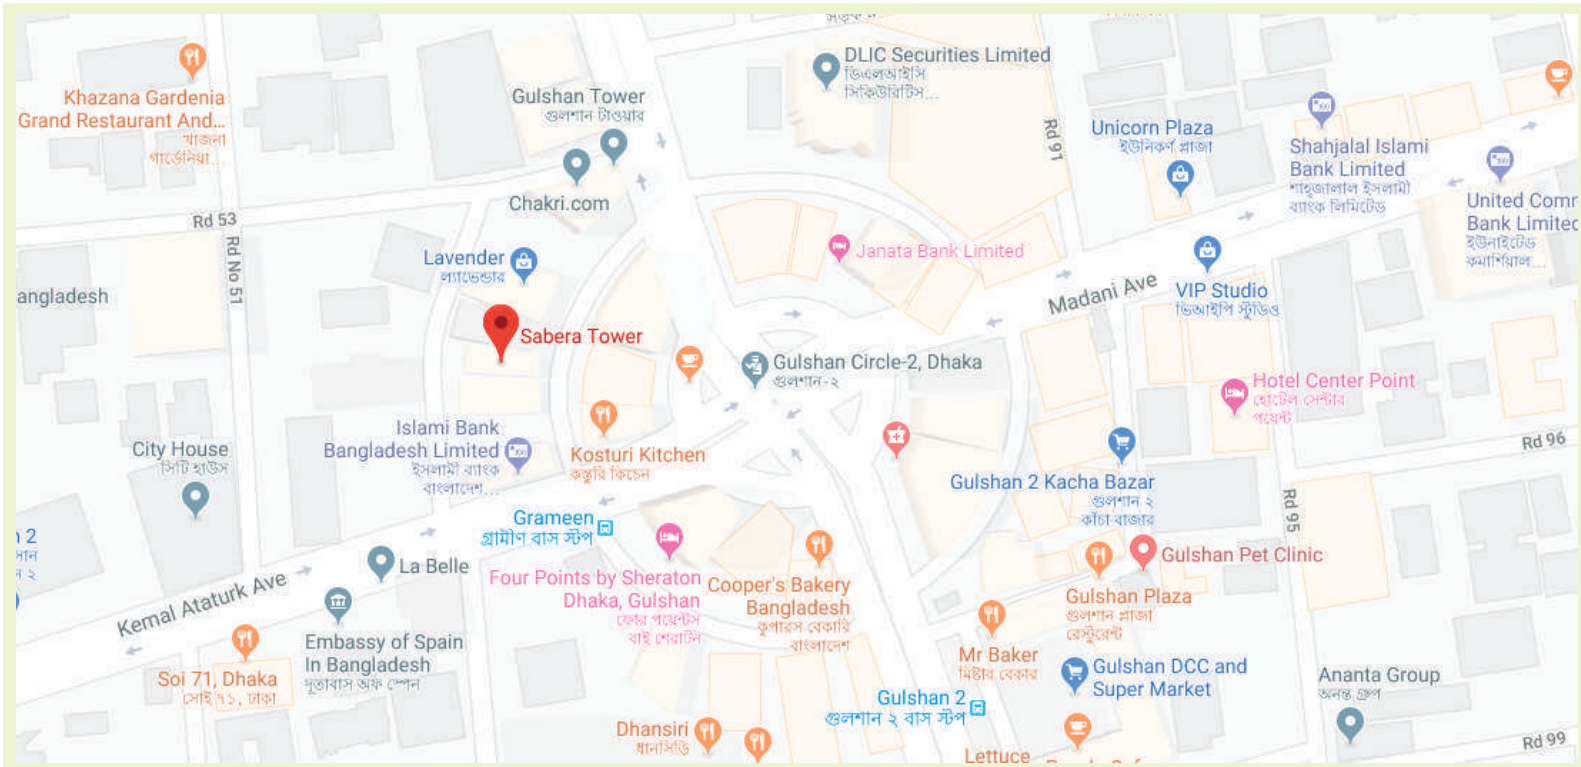 DLIC Securities Limited
ডিএলআইসি
সিকিউরিটিস...
Khazana Gardenia
Grand Restaurant And...
খাজনা
গার্ডেনিয়া...
Gulshan Tower
গুলশান টাওয়ার
Chakri.com
Rd 91
Unicorn Plaza
ইউনিকর্ণ প্লাজা
Shahjalal Islami
Bank Limited
শাহ্জালাল ইসলামী
ব্যাংক লিমিটেড
United Comr
Bank Limited
ইউনাইটেড
কমার্শিয়াল...
Rd 53
Rd No 51
Lavender
ল্যাভেন্ডার
Janata Bank Limited
Madani Ave
VIP Studio
ভিআইপি স্টুডিও
angladesh
Sabera Tower
Gulshan Circle-2, Dhaka
গুলশান-২
Hotel Center Point
হোটেল সেন্টার
পয়েন্ট
Islami Bank
Bangladesh Limited
ইসলামী ব্যাংক
বাংলাদেশ...
Kosturi Kitchen
কস্তুরি কিচেন
City House
সিটি হাউস
Rd 96
Gulshan 2 Kacha Bazar
গুলশান ২
কাঁচা বাজার
Rd 95
Grameen
গ্রামীণ বাস স্টপ
n 2
সান
ন ২
La Belle
Kemal Ataturk Ave
Four Points by Sheraton
Dhaka, Gulshan
ফোর পয়েন্টস
বাই শেরাটন
Cooper's Bakery
Bangladesh
কুপারস বেকারি
বাংলাদেশ
Gulshan Pet Clinic
Gulshan Plaza
গুলশান প্লাজা
রেস্টুরেন্ট
Embassy of Spain
In Bangladesh
দূতাবাস অফ স্পেন
Soi 71, Dhaka
সোই ৭১, ঢাকা
Mr Baker
মিষ্টার বেকার
Gulshan DCC and
Super Market
Ananta Group
অনন্ত গ্রুপ
Gulshan 2
গুলশান ২ বাস স্টপ
Dhansiri
ধানসিঁড়ি
Lettuce
Rd 99